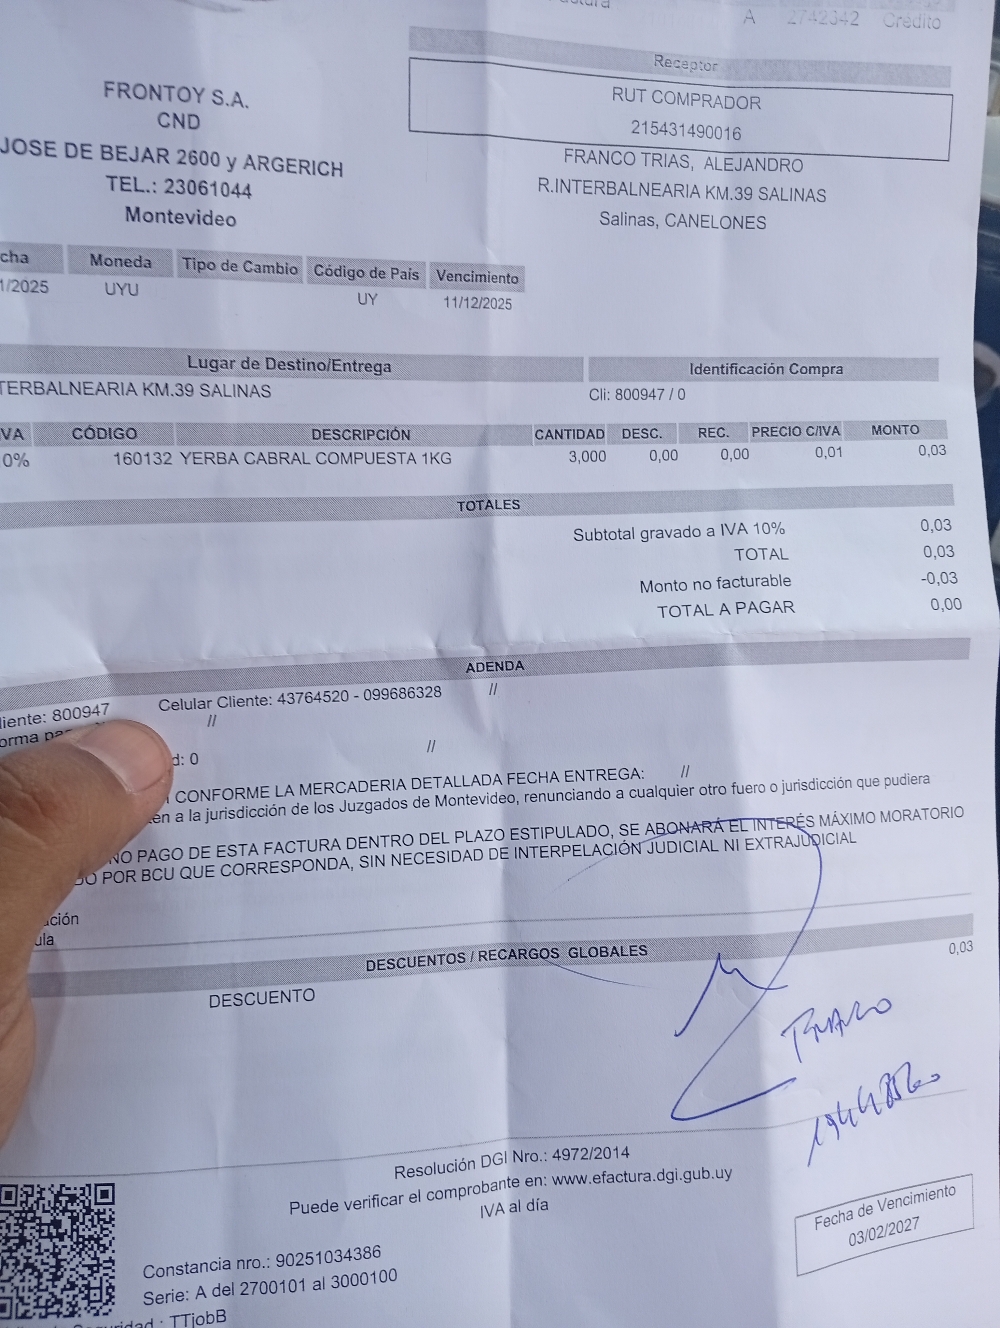 A 2742342 Crédito
Receptor
FRONTOY S.A.
CND
JOSE DE BEJAR 2600 y ARGERICH
TEL.: 23061044
Montevideo
RUT COMPRADOR
215431490016
FRANCO TRIAS, ALEJANDRO
R.INTERBALNEARIA KM.39 SALINAS
Salinas, CANELONES
cha Moneda Tipo de Cambio Código de País Vencimiento
1/2025 UYU UY 11/12/2025
Lugar de Destino/Entrega Identificación Compra
TERBALNEARIA KM.39 SALINAS Cli: 800947 / 0
VA CÓDIGO DESCRIPCIÓN CANTIDAD DESC. REC. PRECIO C/IVA MONTO
0% 160132 YERBA CABRAL COMPUESTA 1KG 3,000 0,00 0,00 0,01 0,03
TOTALES
Subtotal gravado a IVA 10% 0,03
TOTAL 0,03
Monto no facturable -0,03
TOTAL A PAGAR 0,00
ADENDA
liente: 800947 Celular Cliente: 43764520 - 099686328 //
orma pa //
d: 0 //
CONFORME LA MERCADERIA DETALLADA FECHA ENTREGA: //
en a la jurisdicción de los Juzgados de Montevideo, renunciando a cualquier otro fuero o jurisdicción que pudiera
NO PAGO DE ESTA FACTURA DENTRO DEL PLAZO ESTIPULADO, SE ABONARÁ EL INTERÉS MÁXIMO MORATORIO
DO POR BCU QUE CORRESPONDA, SIN NECESIDAD DE INTERPELACIÓN JUDICIAL NI EXTRAJUDICIAL
ación
ula
DESCUENTOS / RECARGOS GLOBALES
DESCUENTO 0,03
Resolución DGI Nro.: 4972/2014
Puede verificar el comprobante en: www.efactura.dgi.gub.uy
IVA al día
Fecha de Vencimiento
03/02/2027
Constancia nro.: 90251034386
Serie: A del 2700101 al 3000100
: TTjobB